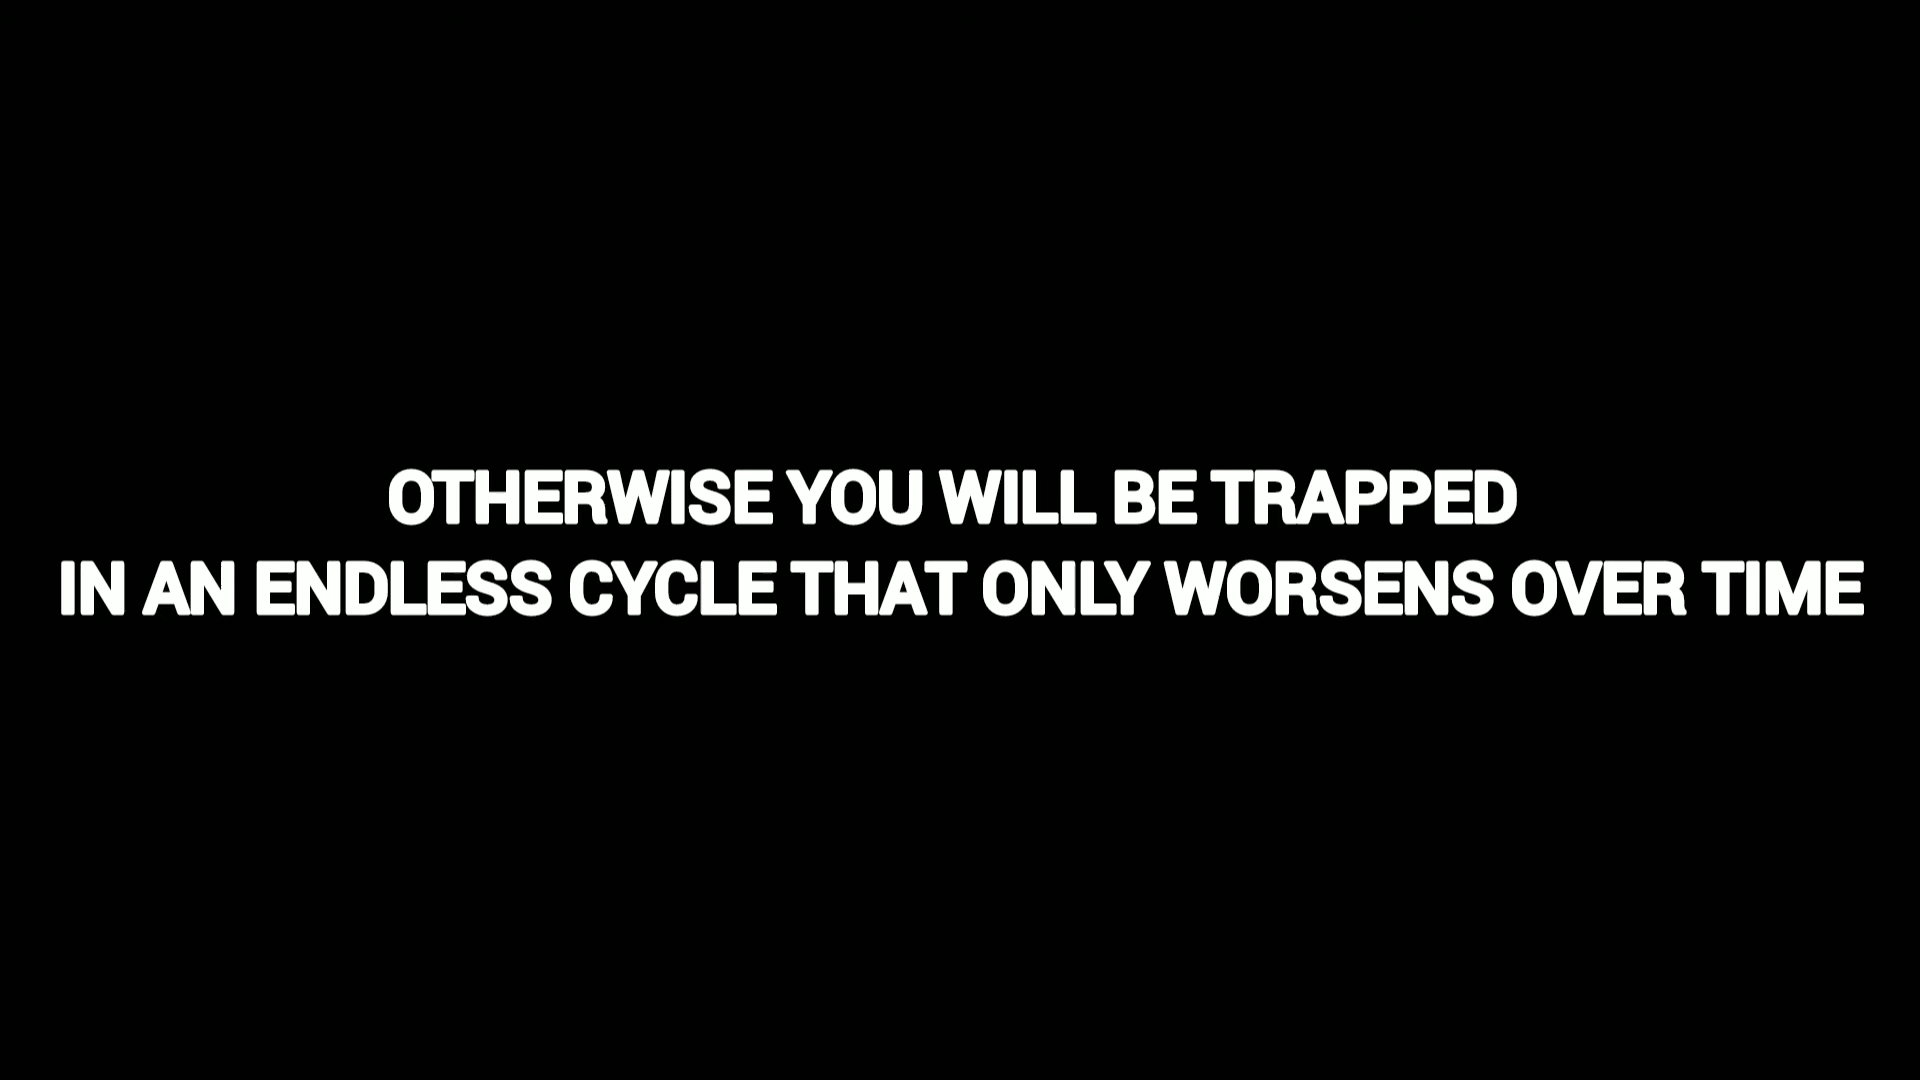 OTHERWISE YOU WILL BE TRAPPED
IN AN ENDLESS CYCLE THAT ONLY WORSENS OVER TIME